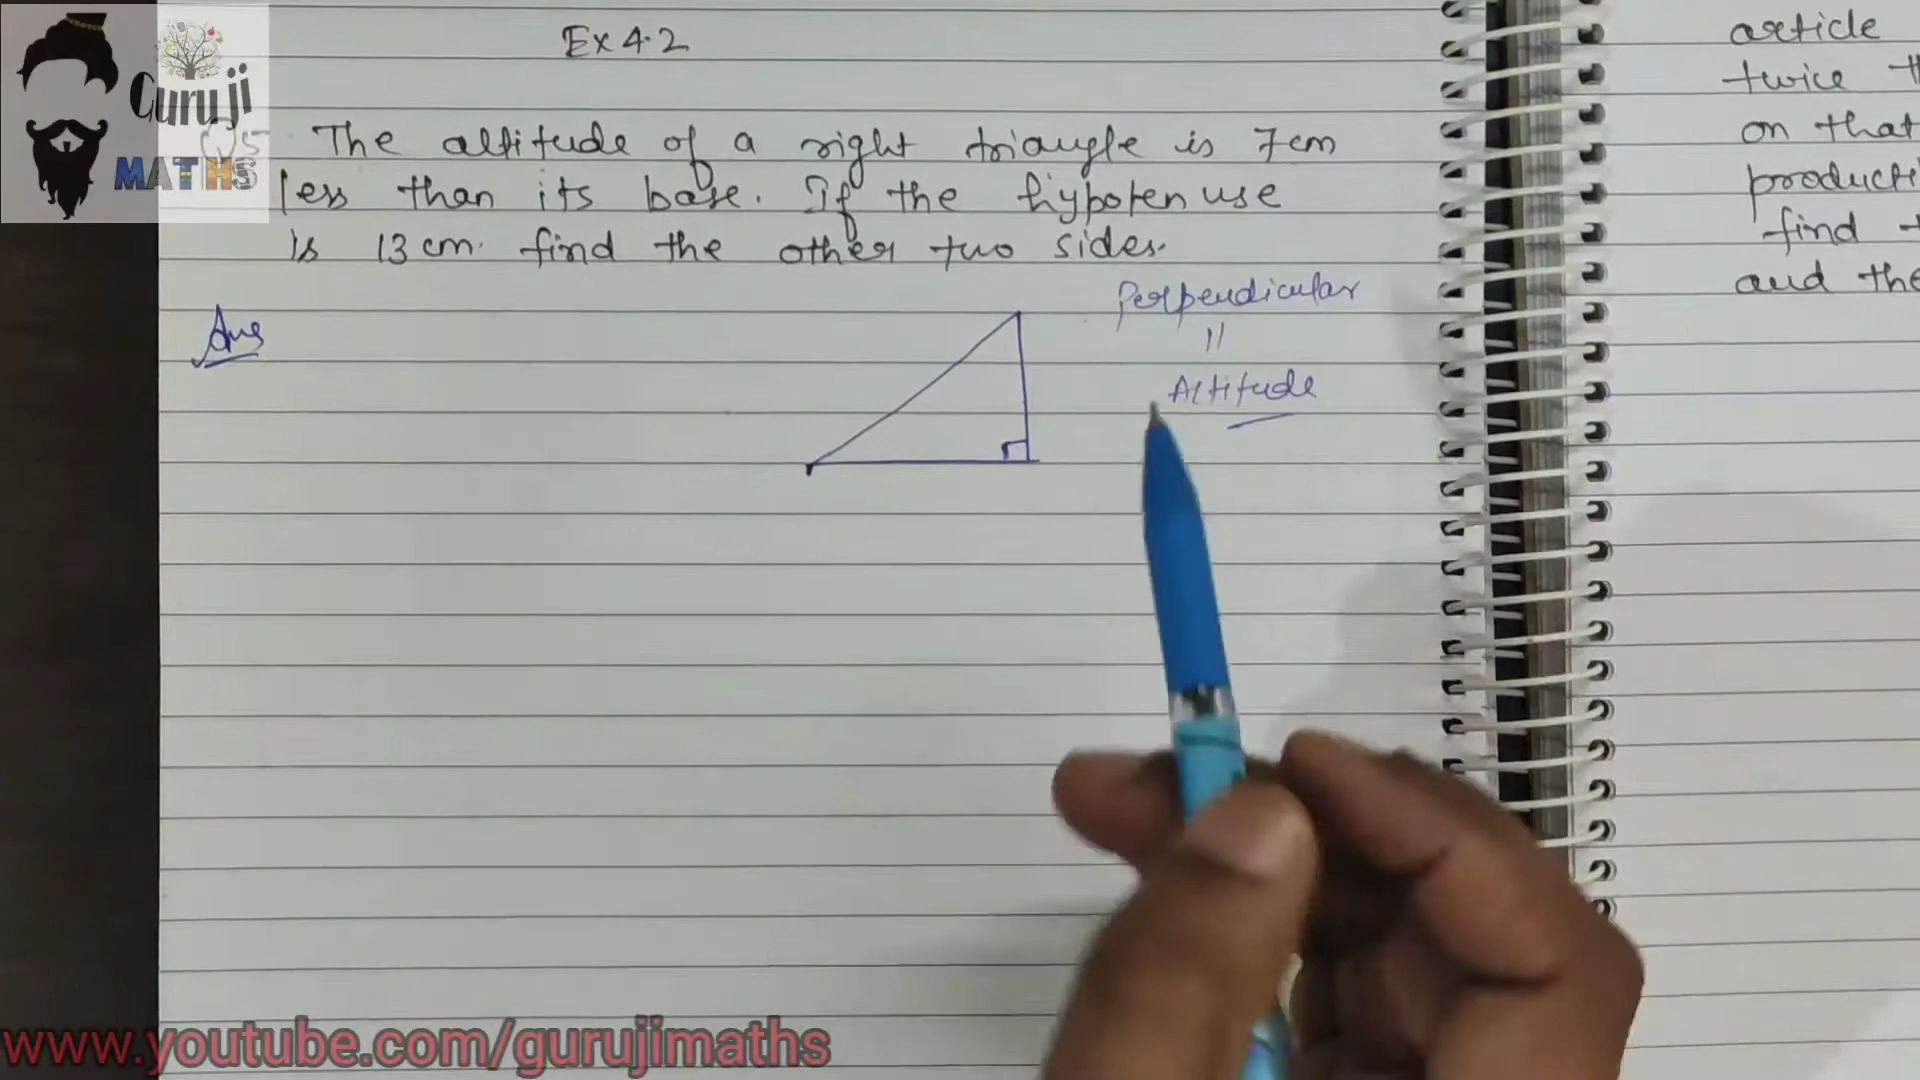 Ex 4.2
Guruji
MATHS
Q5
The altitude of a right triangle is 7cm
less than its base. If the hypotenuse
is 13 cm. find the other two sides.
Ans
Perpendicular
||
Altitude
article
twice
on that
producti
find
and the
www.youtube.com/gurujimaths